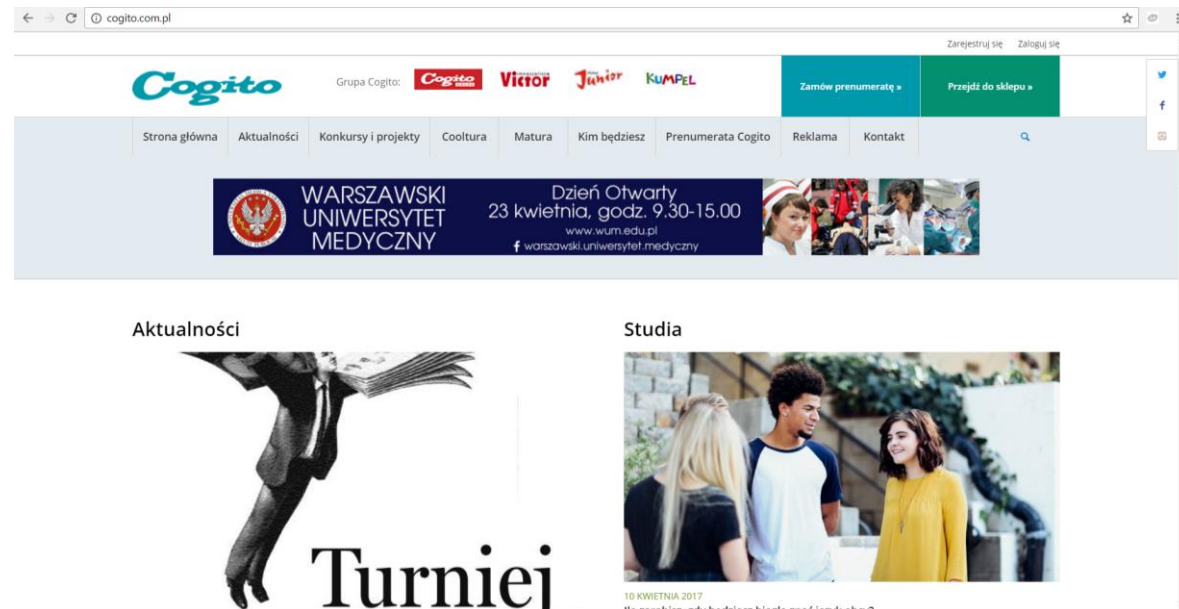 cogito.com.pl
Zarejestruj się Zaloguj się
Cogito
Grupa Cogito:
Cogito
Victor
Junior
KUMPEL
Zamów prenumeratę »
Przejdź do sklepu »
Strona główna Aktualności Konkursy i projekty Cooltura Matura Kim będziesz Prenumerata Cogito Reklama Kontakt
WARSZAWSKI
UNIWERSYTET
MEDYCZNY
Dzień Otwarty
23 kwietnia, godz. 9.30-15.00
www.wum.edu.pl
f warszawski.uniwersytet.medyczny
Aktualności
Turniej
Studia
10 KWIETNIA 2017